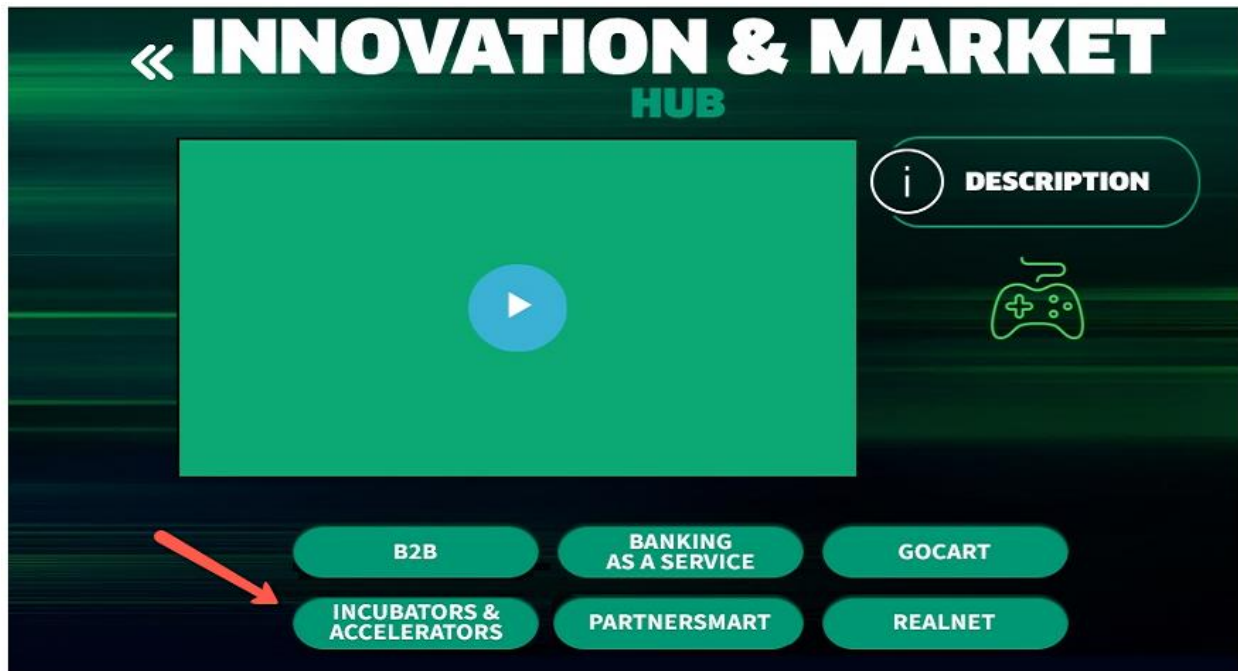 « INNOVATION & MARKET
HUB
i DESCRIPTION
B2B
BANKING
AS A SERVICE
GOCART
INCUBATORS &
ACCELERATORS
PARTNERSMART
REALNET